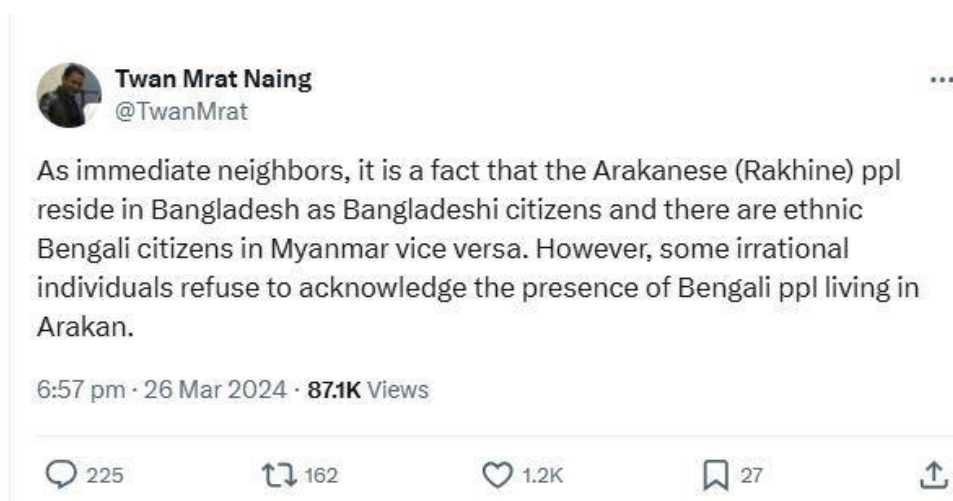 Twan Mrat Naing
@TwanMrat
As immediate neighbors, it is a fact that the Arakanese (Rakhine) ppl
reside in Bangladesh as Bangladeshi citizens and there are ethnic
Bengali citizens in Myanmar vice versa. However, some irrational
individuals refuse to acknowledge the presence of Bengali ppl living in
Arakan.
6:57 pm · 26 Mar 2024 · 87.1K Views
225 162 1.2K 27